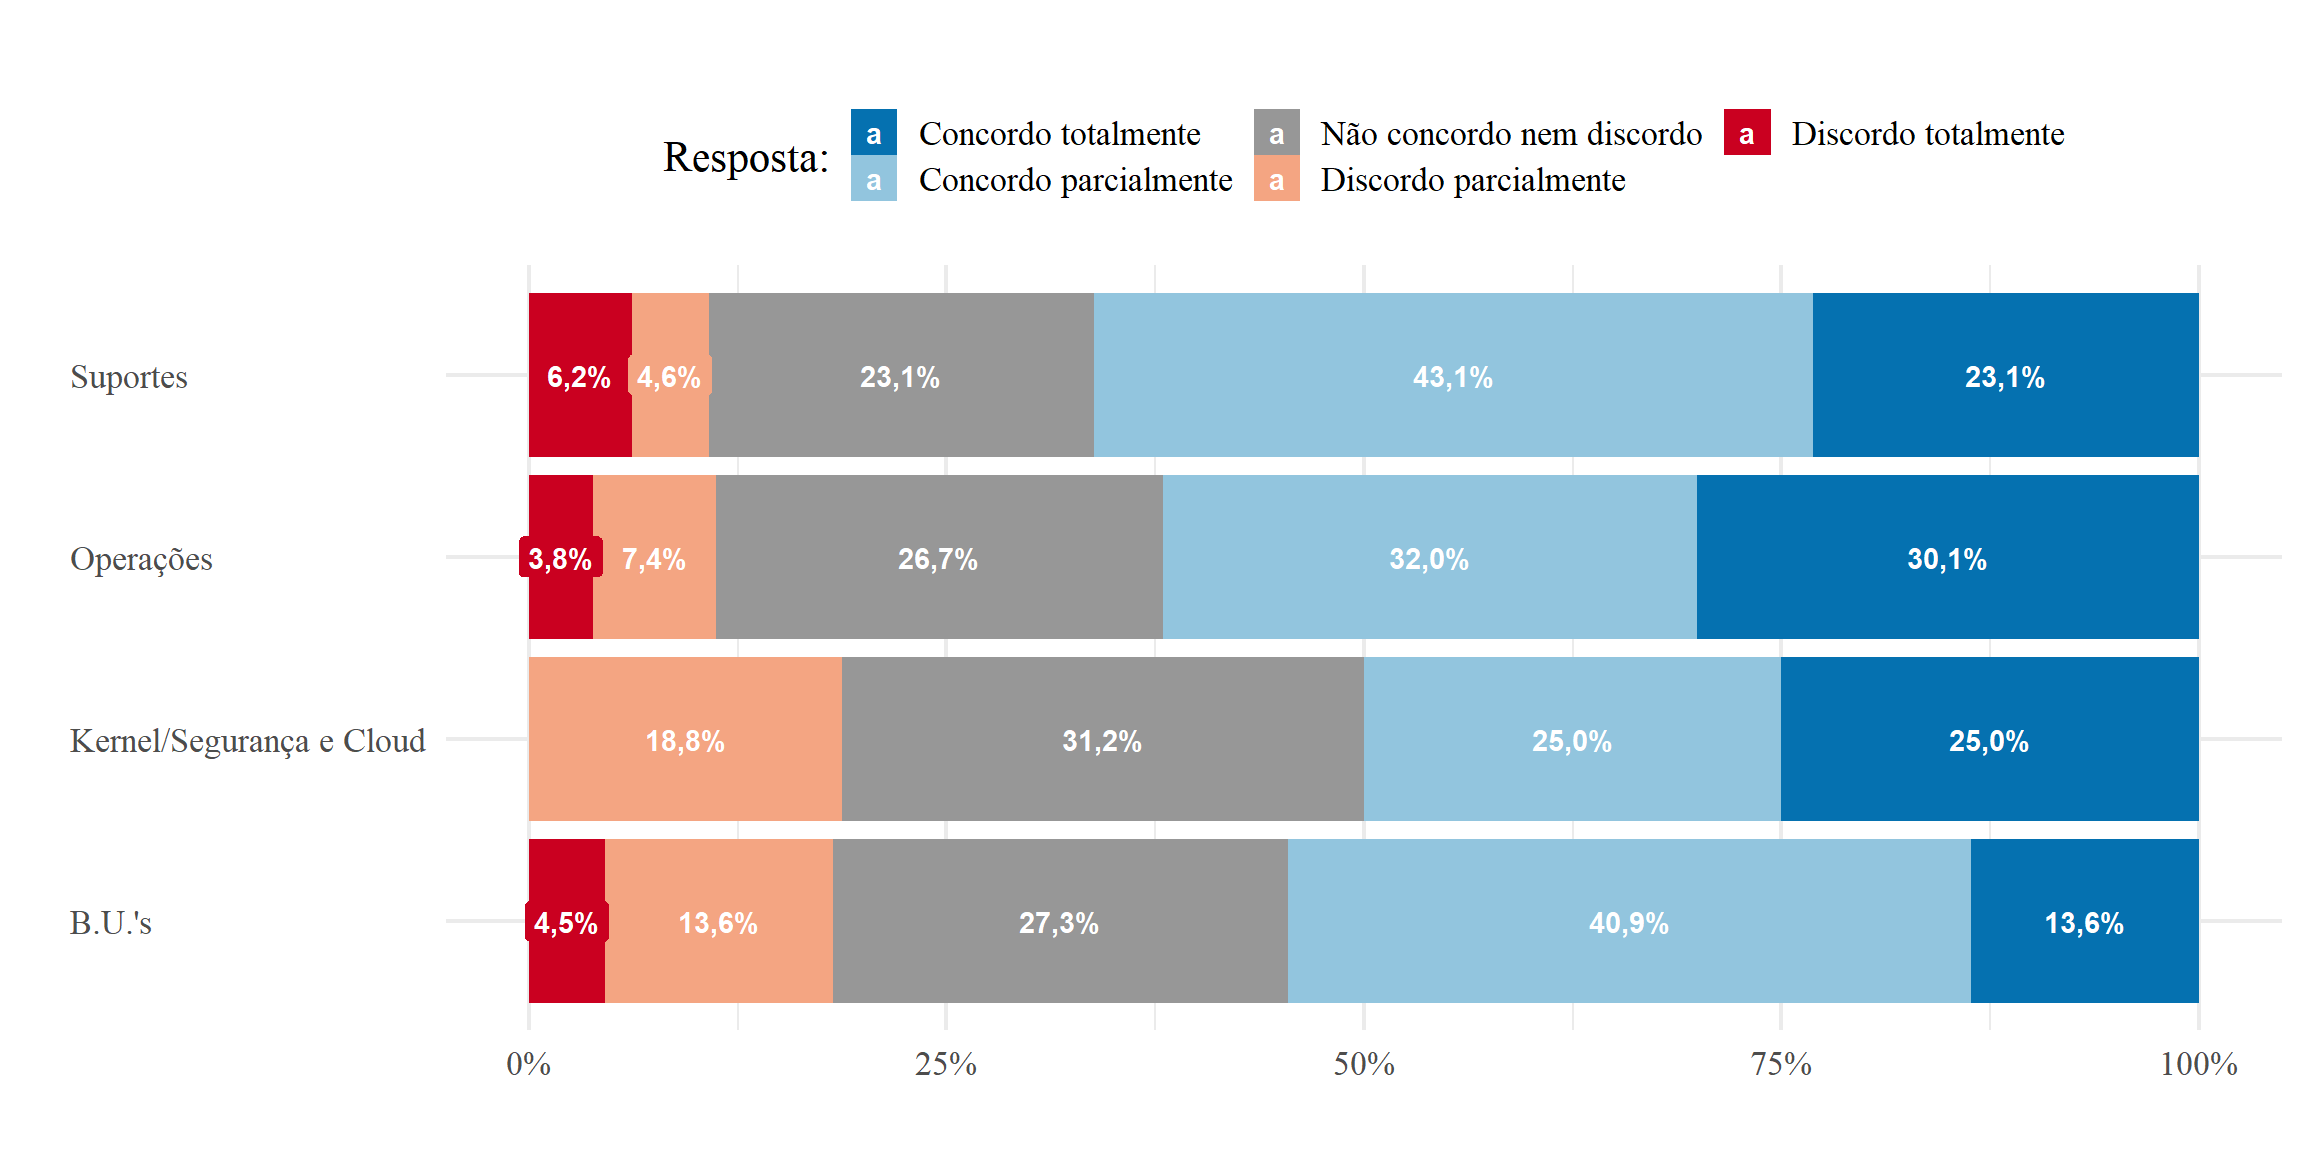 Resposta:
a Concordo totalmente
a Concordo parcialmente
a Não concordo nem discordo
a Discordo parcialmente
a Discordo totalmente
Suportes
6,2% 4,6% 23,1% 43,1% 23,1%
Operações
3,8% 7,4% 26,7% 32,0% 30,1%
Kernel/Segurança e Cloud
18,8% 31,2% 25,0% 25,0%
B.U.'s
4,5% 13,6% 27,3% 40,9% 13,6%
0% 25% 50% 75% 100%